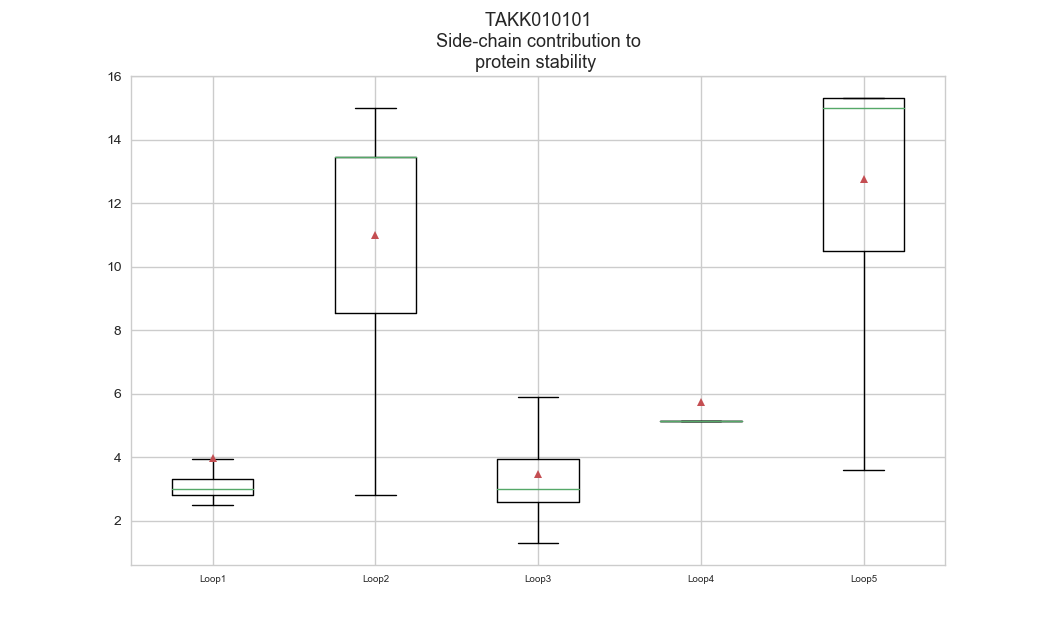 TAKK010101
Side-chain contribution to
protein stability
16
14
12
10
8
6
4
2
Loop1
Loop2
Loop3
Loop4
Loop5